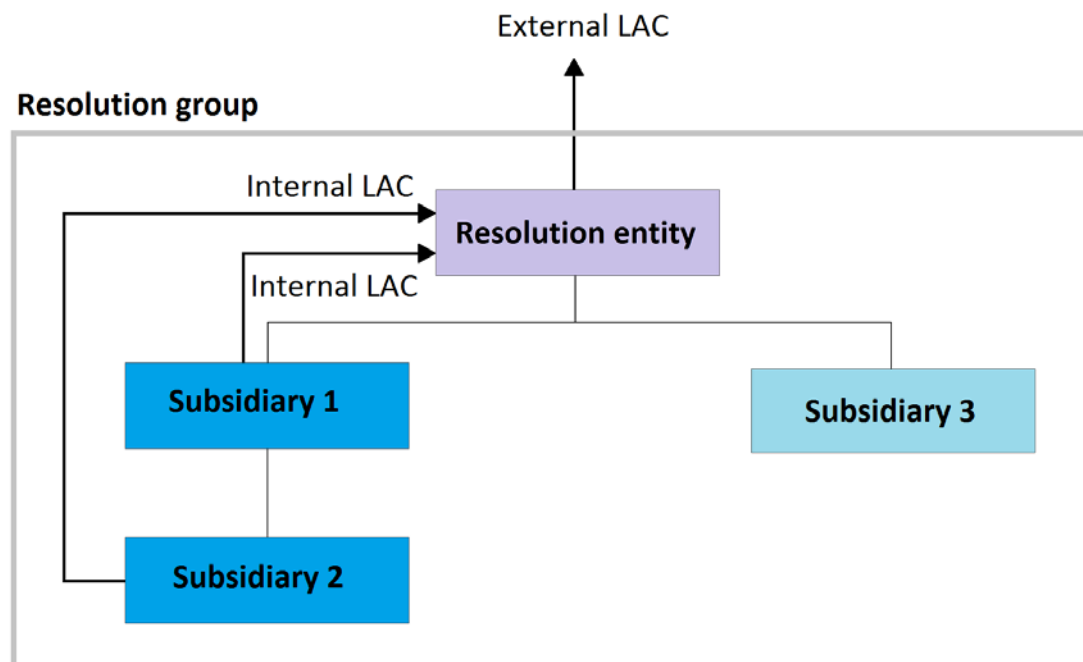 External LAC
Resolution group
Internal LAC
Resolution entity
Internal LAC
Subsidiary 1
Subsidiary 3
Subsidiary 2